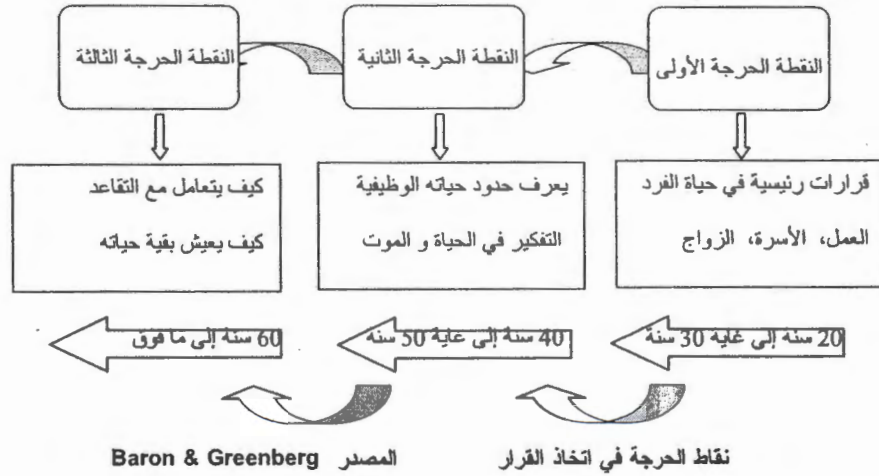 النقطة الحرجة الأولى
النقطة الحرجة الثانية
النقطة الحرجة الثالثة
قرارات رئيسية في حياة الفرد
العمل، الأسرة، الزواج
يعرف حدود حياته الوظيفية
التفكير في الحياة و الموت
كيف يتعامل مع التقاعد
كيف يعيش بقية حياته
20 سنة إلى غاية 30 سنة
40 سنة إلى غاية 50 سنة
60 سنة إلى ما فوق
نقاط الحرجة في اتخاذ القرار
المصدر Baron & Greenberg